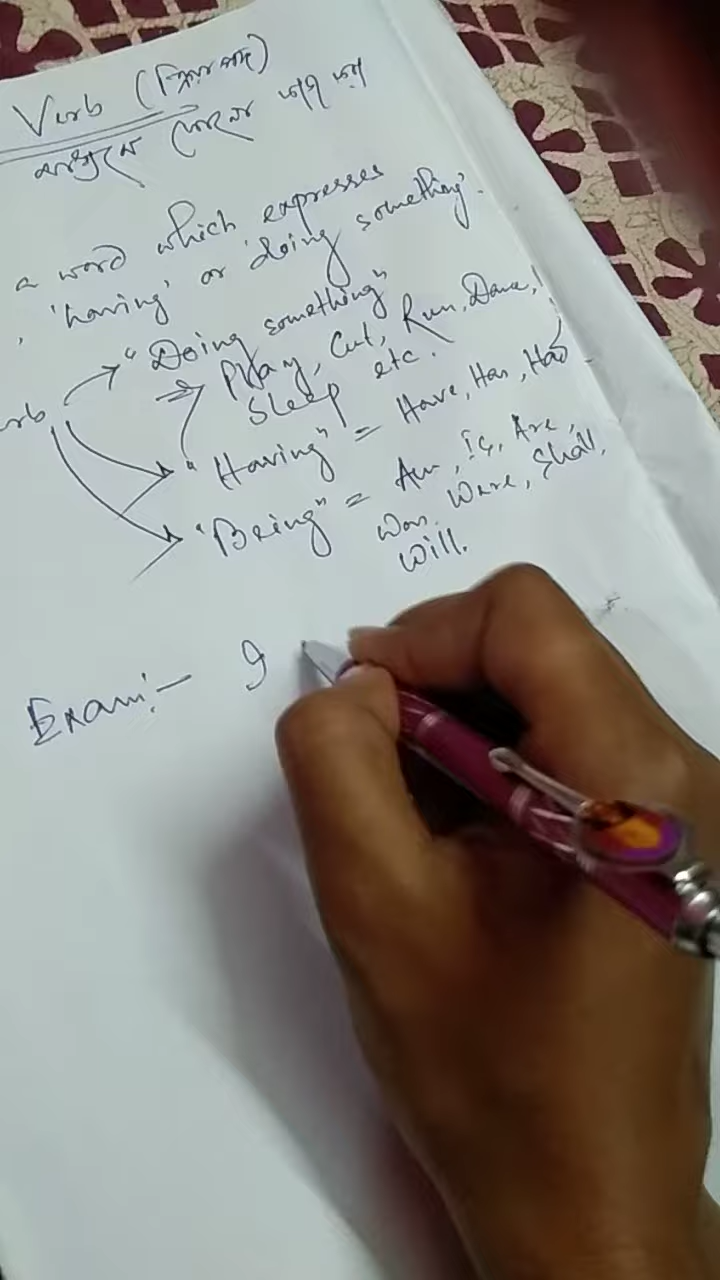 Verb (ক্রিয়াপদ)
a word which expresses
, 'having' or 'doing something'.
"Doing something"
⇒ Play, Cut, Run, Dance,
Sleep etc.
rb
"Having" = Have, Has, Had
"Being" = Am, Is, Are,
Was, Were, Shall,
Will.
Exam:- I